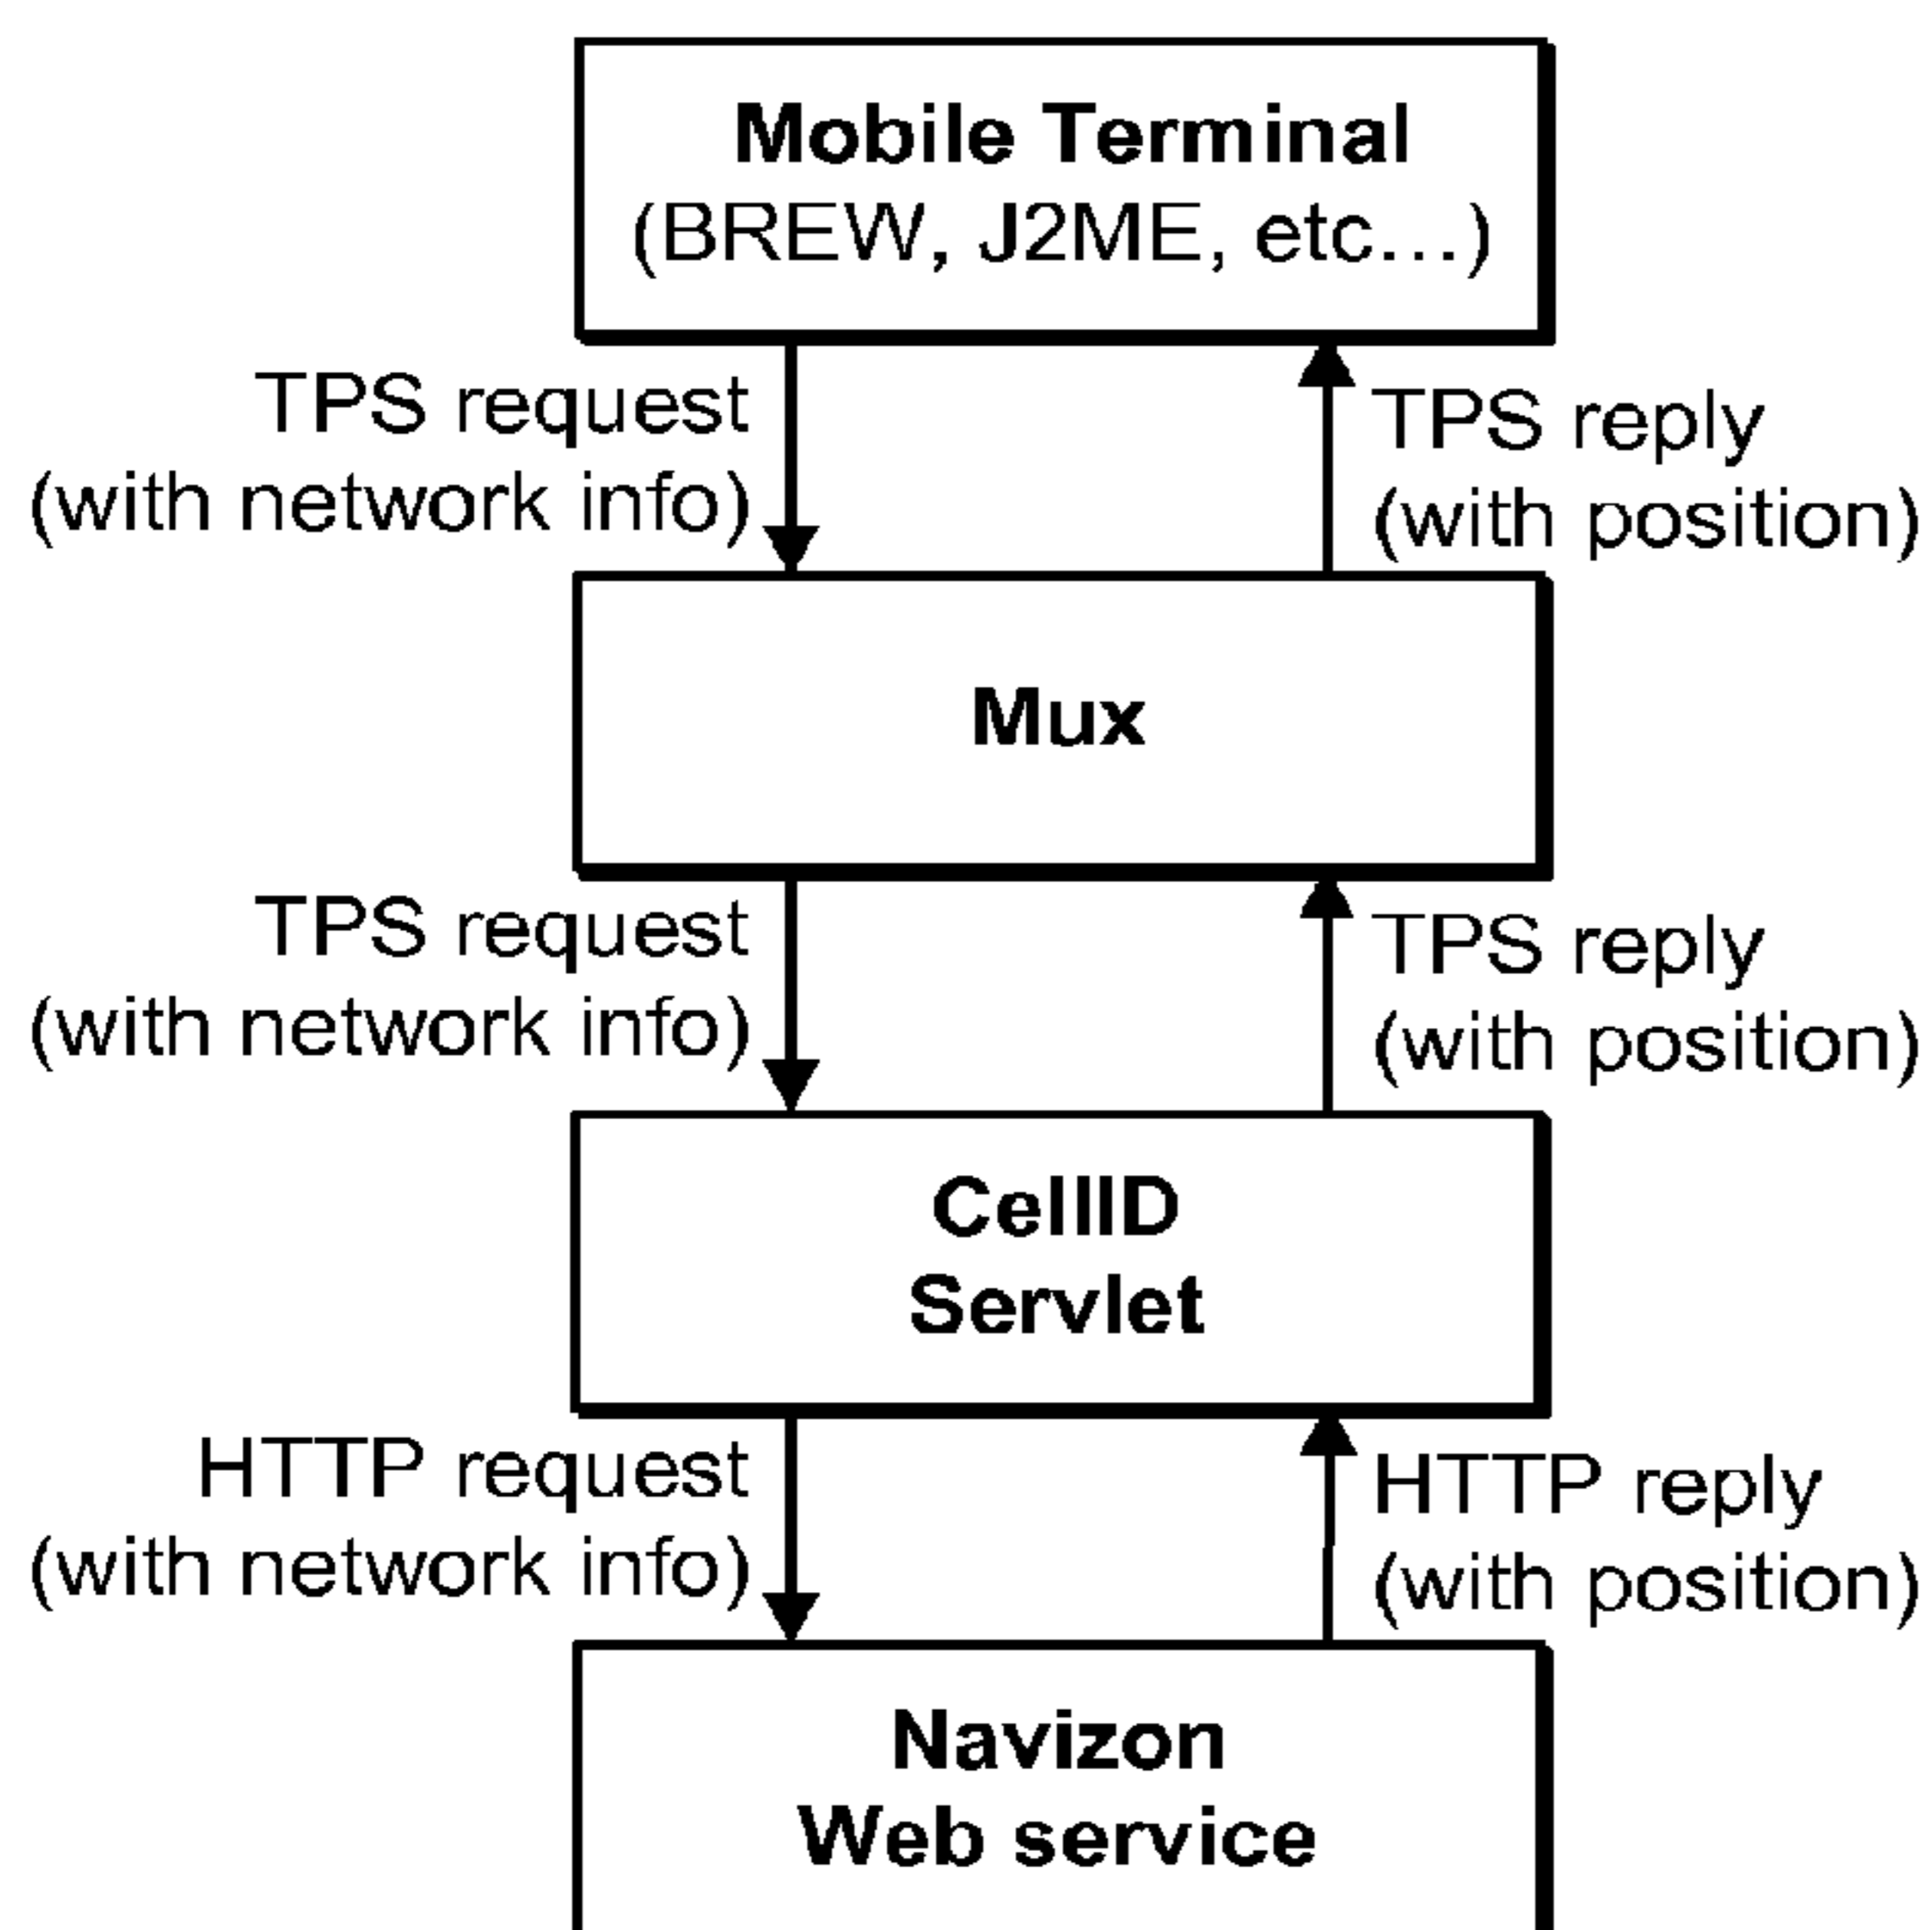 Mobile Terminal
(BREW, J2ME, etc...)
TPS request
(with network info)
TPS reply
(with position)
Mux
TPS request
(with network info)
TPS reply
(with position)
CellID
Servlet
HTTP request
(with network info)
HTTP reply
(with position)
Navizon
Web service